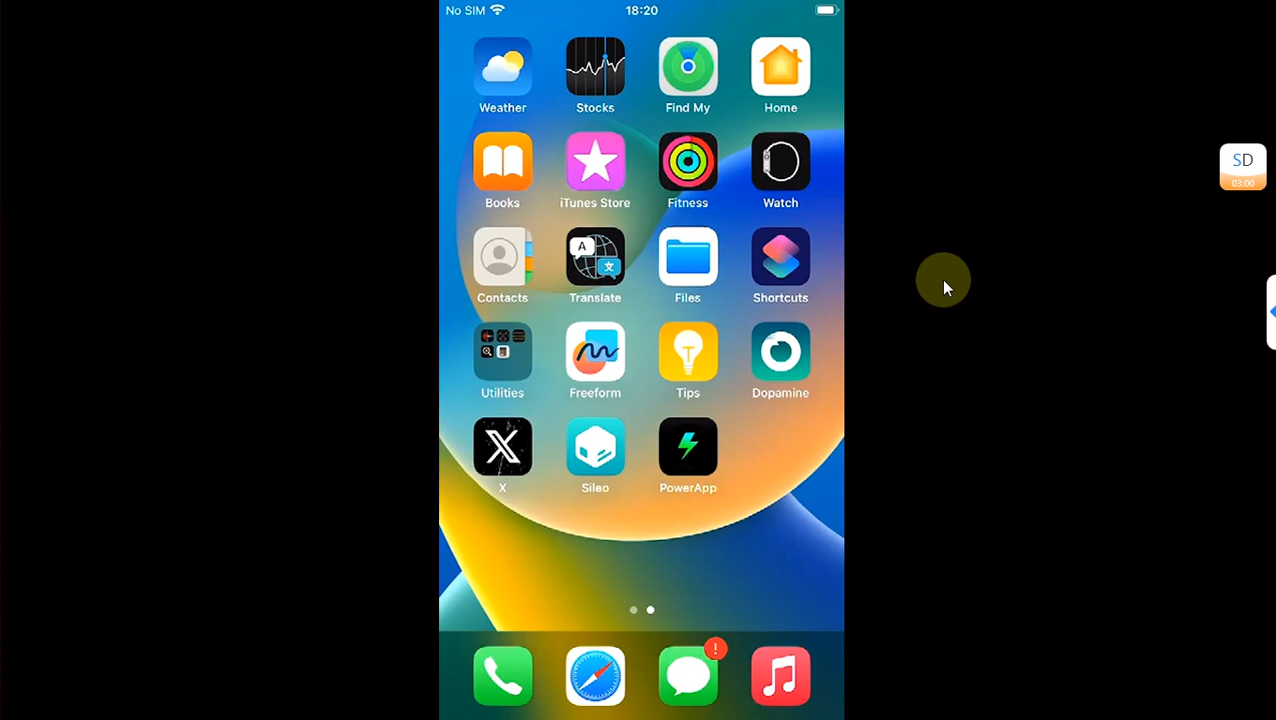 No SIM 18:20
Weather Stocks Find My Home
Books iTunes Store Fitness Watch
A
文
Contacts Translate Files Shortcuts
Utilities Freeform Tips Dopamine
X Sileo PowerApp
!
SD
03:00